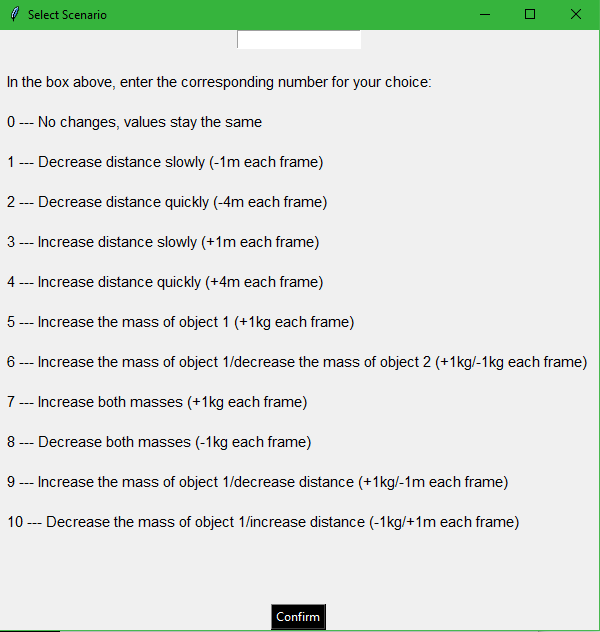 Select Scenario
In the box above, enter the corresponding number for your choice:
0 --- No changes, values stay the same
1 --- Decrease distance slowly (-1m each frame)
2 --- Decrease distance quickly (-4m each frame)
3 --- Increase distance slowly (+1m each frame)
4 --- Increase distance quickly (+4m each frame)
5 --- Increase the mass of object 1 (+1kg each frame)
6 --- Increase the mass of object 1/decrease the mass of object 2 (+1kg/-1kg each frame)
7 --- Increase both masses (+1kg each frame)
8 --- Decrease both masses (-1kg each frame)
9 --- Increase the mass of object 1/decrease distance (+1kg/-1m each frame)
10 --- Decrease the mass of object 1/increase distance (-1kg/+1m each frame)
Confirm